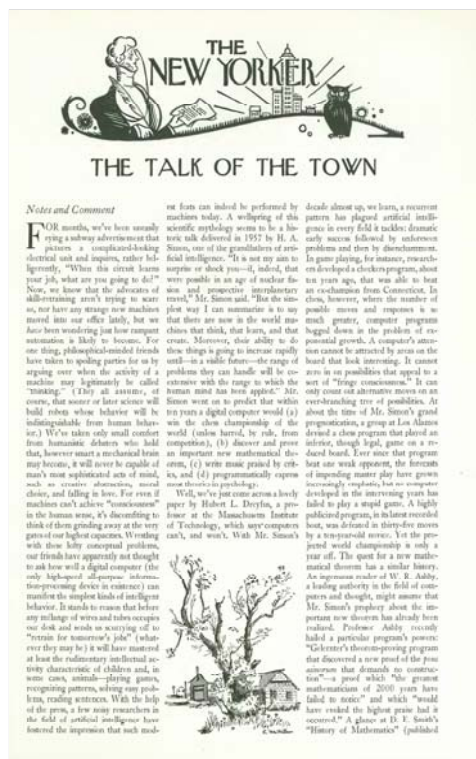 THE
NEW YORKER
THE TALK OF THE TOWN
Notes and Comment
FOR months, we've been uneasily
eying a subway advertisement that
pictures a complicated-looking
electrical unit and inquires, rather bel-
ligerently, "When this circuit learns
your job, what are you going to do?"
Now, we know that the advocates of
skill-retraining aren't trying to scare
us, nor have any strange new machines
moved into our office lately, but we
have been wondering just how rampant
automation is likely to become. For
one thing, philosophical-minded friends
have taken to spoiling parties for us by
arguing over when the activity of a
machine may legitimately be called
"thinking." (They all assume, of
course, that sooner or later science will
build robots whose behavior will be
indistinguishable from human behav-
ior.) We've taken only small comfort
from humanistic debaters who hold
that, however smart a mechanical brain
may become, it will never be capable of
man's most sophisticated acts of mind,
such as creative abstraction, moral
choice, and falling in love. For even if
machines can't achieve "consciousness"
in the human sense, it's discomfiting to
think of them grinding away at the very
gates of our highest capacities. Wrestling
with these lofty conceptual problems,
our friends have apparently not thought
to ask how well a digital computer (the
only high-speed all-purpose informa-
tion-processing device in existence) can
manifest the simplest kinds of intelligent
behavior. It stands to reason that before
any mélange of wires and tubes occupies
our desk and sends us scurrying off to
"retrain for tomorrow's jobs" (what-
ever they may be) it will have mastered
at least the rudimentary intellectual ac-
tivity characteristic of children and, in
some cases, animals—playing games,
recognizing patterns, solving easy prob-
lems, reading sentences. With the help
of the press, a few noisy researchers in
the field of artificial intelligence have
fostered the impression that such mod-
est feats can indeed be performed by
machines today. A wellspring of this
scientific mythology seems to be a his-
toric talk delivered in 1957 by H. A.
Simon, one of the grandfathers of arti-
ficial intelligence. "It is not my aim to
surprise or shock you—if, indeed, that
were possible in an age of nuclear fis-
sion and prospective interplanetary
travel," Mr. Simon said. "But the sim-
plest way I can summarize is to say
that there are now in the world ma-
chines that think, that learn, and that
create. Moreover, their ability to do
these things is going to increase rapidly
until—in a visible future—the range of
problems they can handle will be co-
extensive with the range to which the
human mind has been applied." Mr.
Simon went on to predict that within
ten years a digital computer would (a)
win the chess championship of the
world (unless barred, by rule, from
competition), (b) discover and prove
an important new mathematical the-
orem, (c) write music praised by crit-
ics, and (d) programmatically express
most theories in psychology.
Well, we've just come across a lovely
paper by Hubert L. Dreyfus, a pro-
fessor at the Massachusetts Institute
of Technology, which says computers
can't, and won't. With Mr. Simon's
decade almost up, we learn, a recurrent
pattern has plagued artificial intelli-
gence in every field it tackles: dramatic
early success followed by unforeseen
problems and then by disenchantment.
In game playing, for instance, research-
ers developed a checkers program, about
ten years ago, that was able to beat
an ex-champion from Connecticut. In
chess, however, where the number of
possible moves and responses is so
much greater, computer programs
bogged down in the problem of ex-
ponential growth. A computer's atten-
tion cannot be attracted by areas on the
board that look interesting. It cannot
zero in on possibilities that appeal to a
sort of "fringe consciousness." It can
only count out alternative moves on an
ever-branching tree of possibilities. At
about the time of Mr. Simon's grand
prognostication, a group at Los Alamos
devised a chess program that played an
inferior, though legal, game on a re-
duced board. Ever since that program
beat one weak opponent, the forecasts
of impending master play have grown
increasingly emphatic, but no computer
developed in the intervening years has
failed to play a stupid game. A highly
publicized program, in its latest recorded
bout, was defeated in thirty-five moves
by a ten-year-old novice. Yet the pro-
jected world championship is only a
year off. The quest for a new mathe-
matical theorem has a similar history.
An ingenuous reader of W. R. Ashby,
a leading authority in the field of com-
puters and thought, might assume that
Mr. Simon's prophecy about the im-
portant new theorem has already been
realized. Professor Ashby recently
hailed a particular program's powers:
"Gelernter's theorem-proving program
that discovered a new proof of the pons
asinorum that demands no construc-
tion"—a proof which "the greatest
mathematicians of 2000 years have
failed to notice" and which "would
have evoked the highest praise had it
occurred." A glance at D. E. Smith's
"History of Mathematics" (published